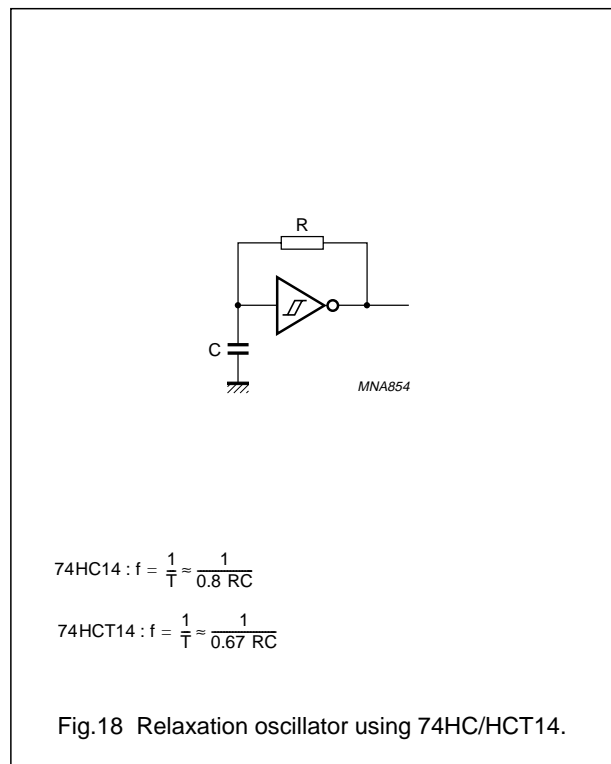 R
C
MNA854
74HC14 : f = 1/T ≈ 1/0.8 RC
74HCT14 : f = 1/T ≈ 1/0.67 RC
Fig.18 Relaxation oscillator using 74HC/HCT14.